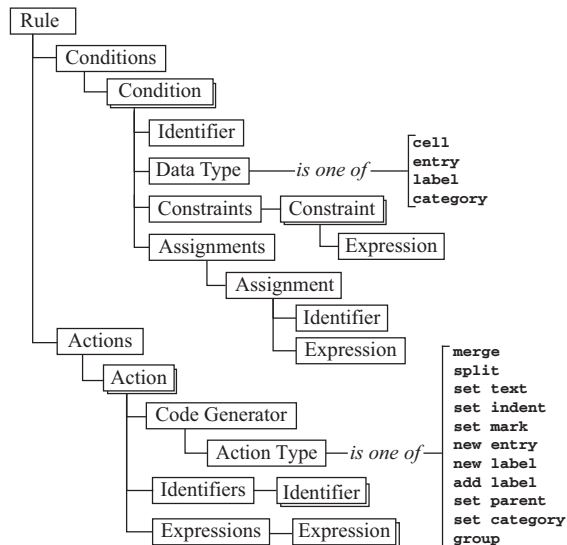 Rule
Conditions
Condition
Identifier
Data Type is one of
cell
entry
label
category
Constraints Constraint
Expression
Assignments
Assignment
Identifier
Expression
Actions
Action
Code Generator
Action Type is one of
merge
split
set text
set indent
set mark
new entry
new label
add label
set parent
set category
group
Identifiers Identifier
Expressions Expression